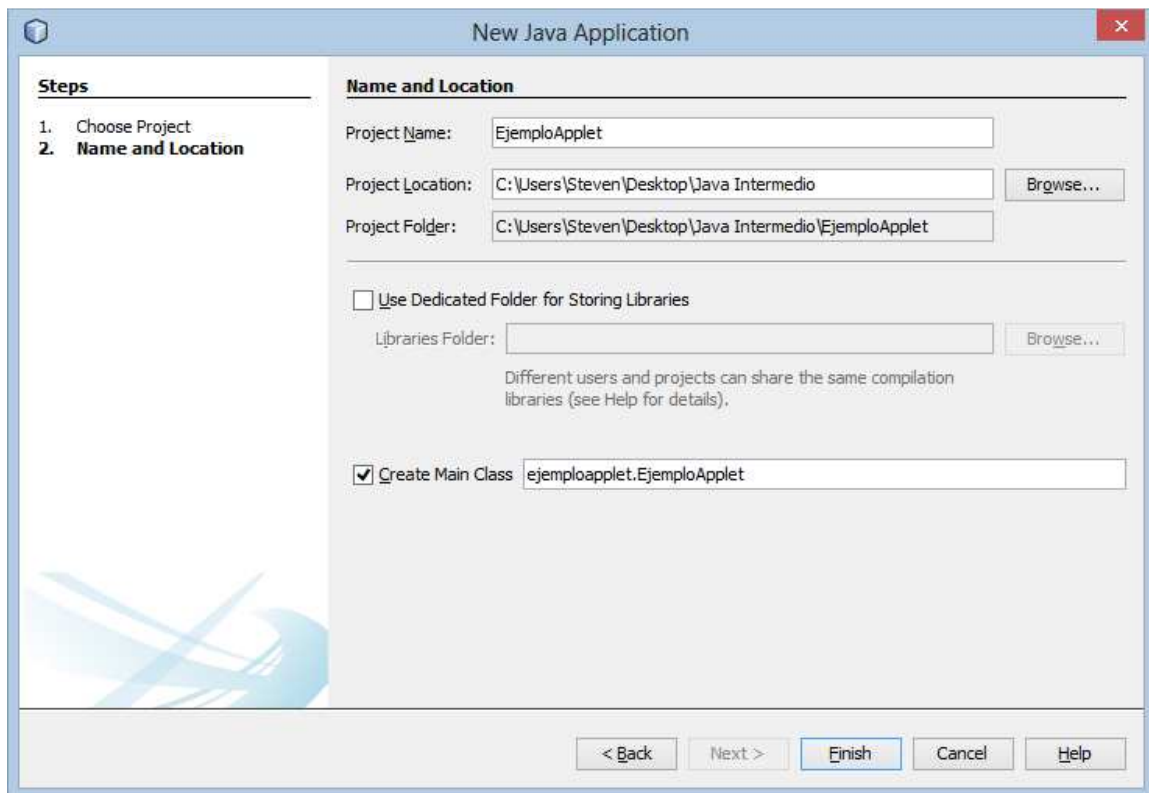 New Java Application
Steps
1. Choose Project
2. Name and Location
Name and Location
Project Name: EjemploApplet
Project Location: C:\Users\Steven\Desktop\Java Intermedio Browse...
Project Folder: C:\Users\Steven\Desktop\Java Intermedio\EjemploApplet
Use Dedicated Folder for Storing Libraries
Libraries Folder: Browse...
Different users and projects can share the same compilation
libraries (see Help for details).
Create Main Class ejemploapplet.EjemploApplet
< Back Next > Finish Cancel Help